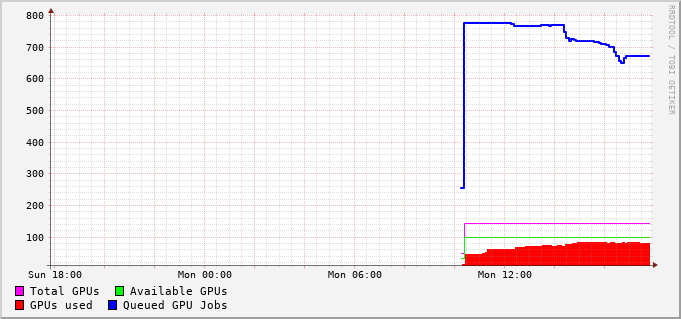 800
700
600
500
400
300
200
100
Sun 18:00 Mon 00:00 Mon 06:00 Mon 12:00
Total GPUs Available GPUs
GPUs used Queued GPU Jobs
RRDTOOL / TOBI OETIKER